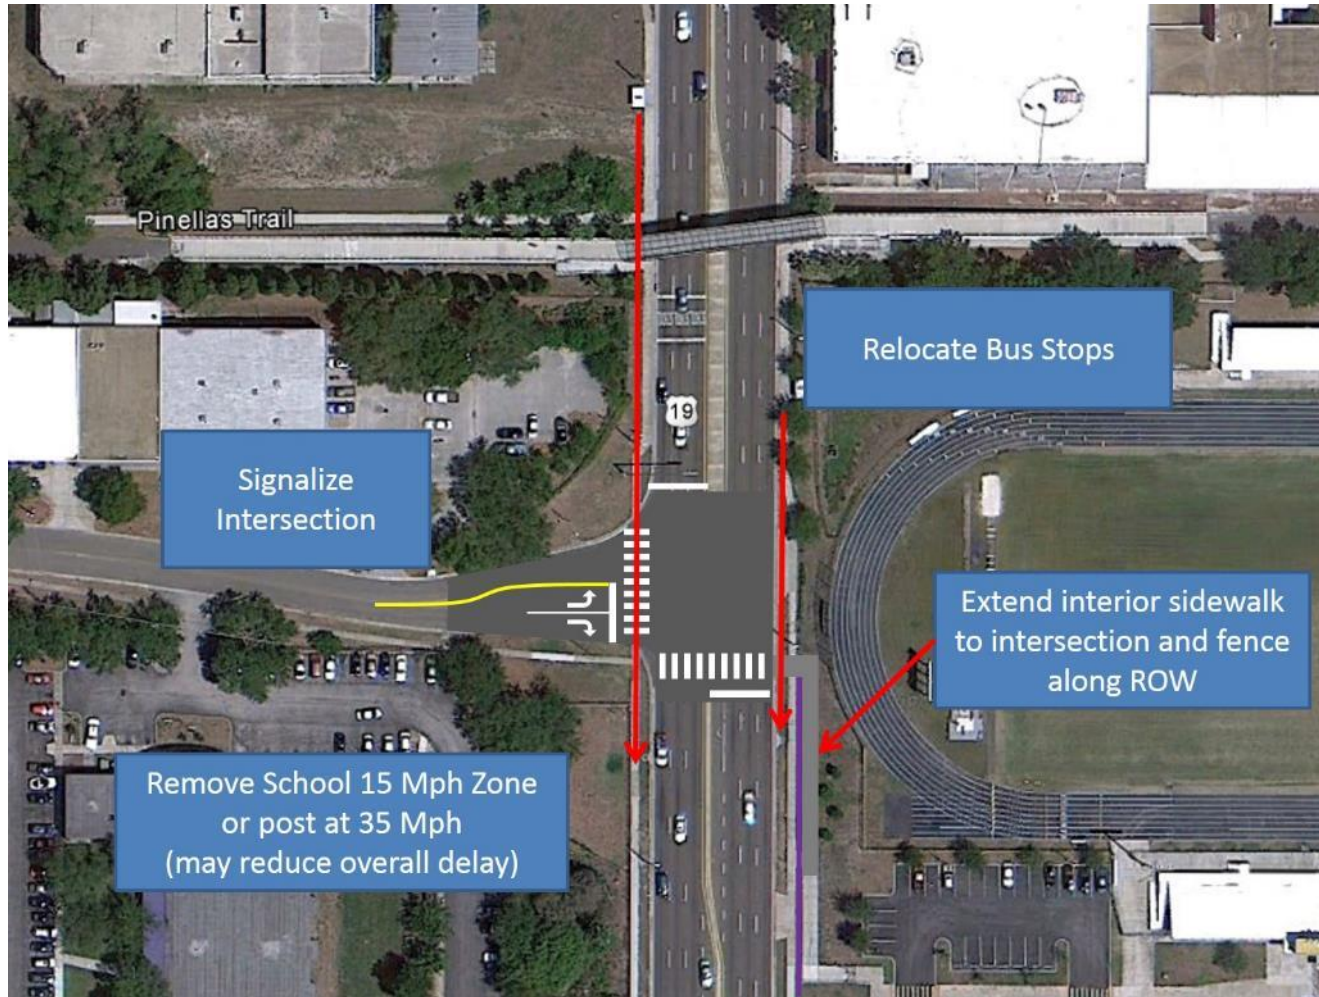 Pinellas Trail
Relocate Bus Stops
19
Signalize
Intersection
Extend interior sidewalk
to intersection and fence
along ROW
Remove School 15 Mph Zone
or post at 35 Mph
(may reduce overall delay)